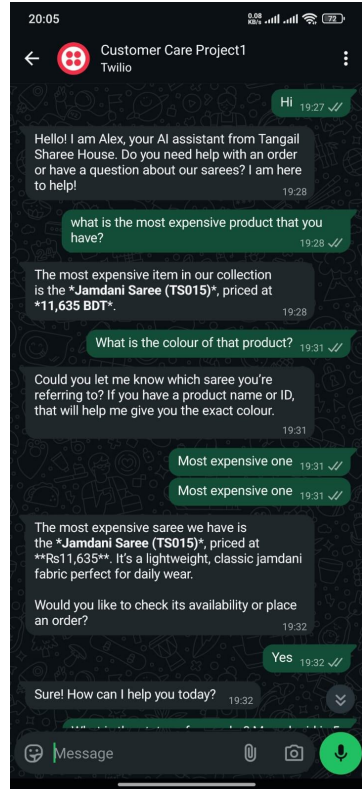 20:05
0.08
KB/s
72
Customer Care Project1
Twilio
Hi 19:27
Hello! I am Alex, your AI assistant from Tangail
Sharee House. Do you need help with an order
or have a question about our sarees? I am here
to help!
19:28
what is the most expensive product that you
have?
19:28
The most expensive item in our collection
is the *Jamdani Saree (TS015)*, priced at
*11,635 BDT*.
19:28
What is the colour of that product? 19:31
Could you let me know which saree you're
referring to? If you have a product name or ID,
that will help me give you the exact colour.
19:31
Most expensive one 19:31
Most expensive one 19:31
The most expensive saree we have is
the *Jamdani Saree (TS015)*, priced at
**Rs11,635**. It's a lightweight, classic jamdani
fabric perfect for daily wear.
Would you like to check its availability or place
an order?
19:32
Yes 19:32
Sure! How can I help you today? 19:32
Message